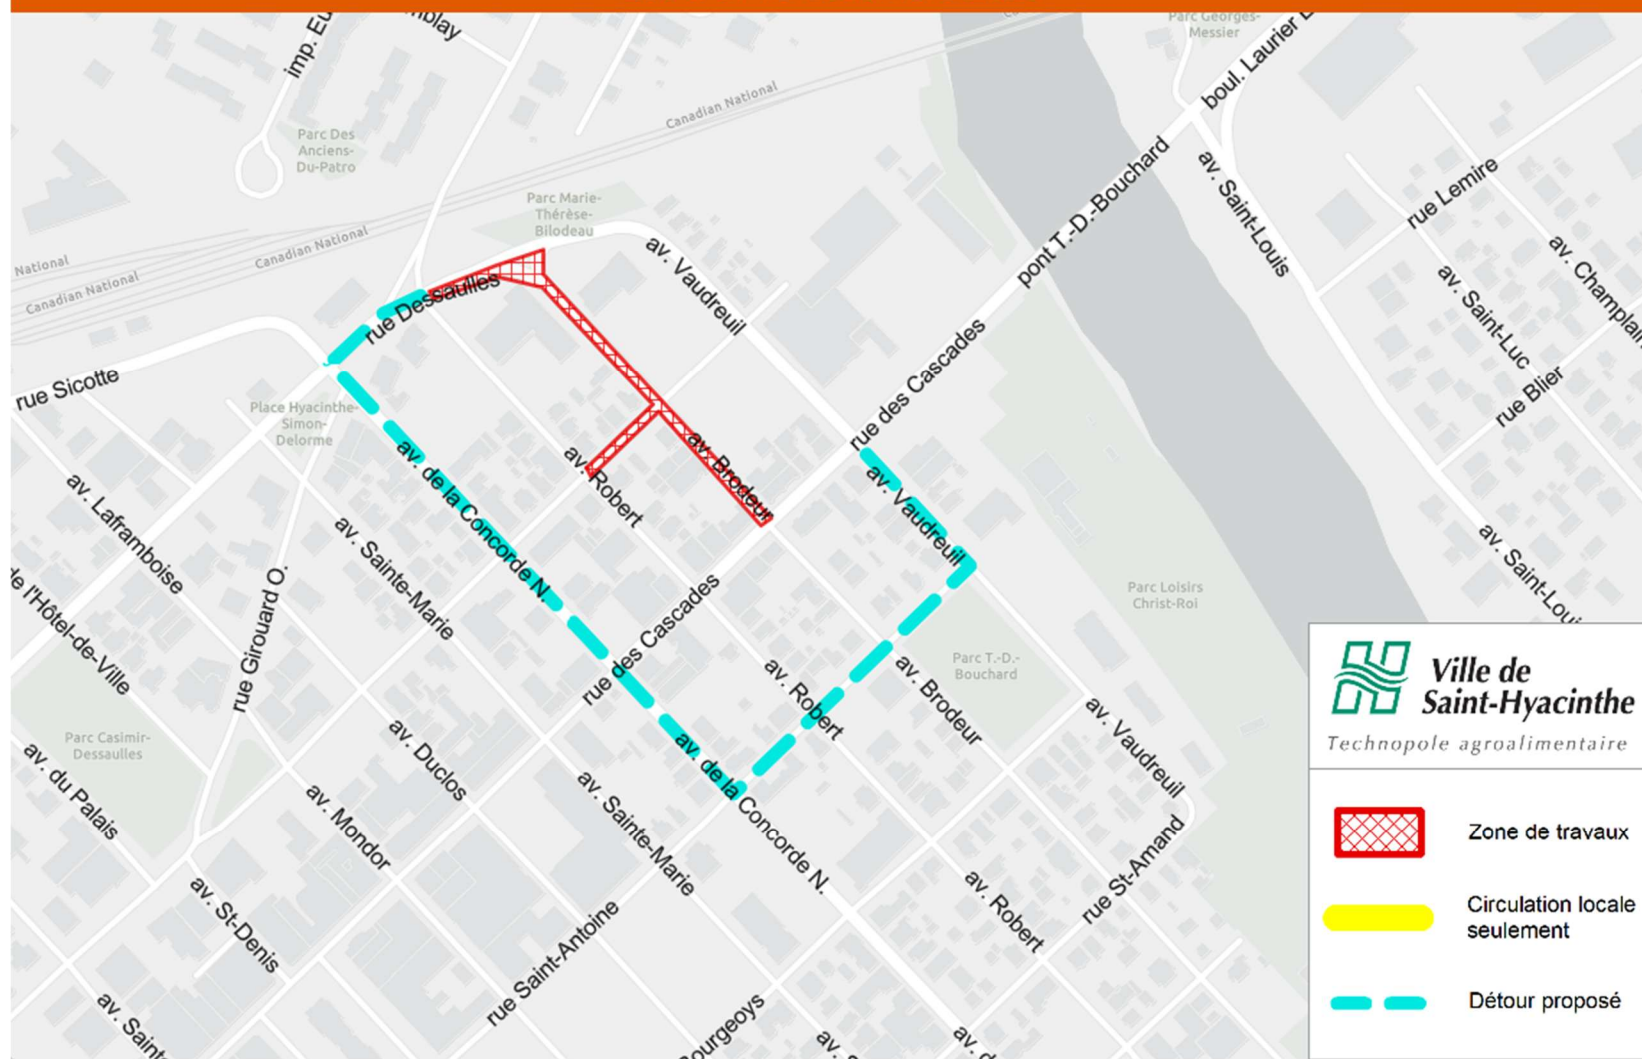 Parc Georges-
Messier
boul. Laurier
imp.
Canadian National
Parc Des
Anciens-
Du-Patro
pont T.-D.-Bouchard
av. Saint-Louis
rue Lemire
Parc Marie-
Thérèse-
Bilodeau
Canadian National
av. Vaudreuil
av. Champlain
National
Canadian National
rue Dessaulles
av. Saint-Luc
rue Sicotte
rue des Cascades
rue Blier
Place Hyacinthe-
Simon-
Delorme
av. Brodeur
av. Robert
av. de la Concorde N.
av. Vaudreuil
av. Laframboise
av. Sainte-Marie
av. Saint-Louis
de l'Hôtel-de-Ville
rue Girouard O.
rue des Cascades
Parc Loisirs
Christ-Roi
Parc T.-D.-
Bouchard
av. Robert
av. Brodeur
Parc Casimir-
Dessaulles
av. du Palais
av. Duclos
av. de la Concorde N.
av. Vaudreuil
av. Mondor
av. Sainte-Marie
rue St-Amand
av. St-Denis
av. Robert
rue Saint-Antoine
Ville de
Saint-Hyacinthe
Technopole agroalimentaire
Zone de travaux
Circulation locale
seulement
Détour proposé